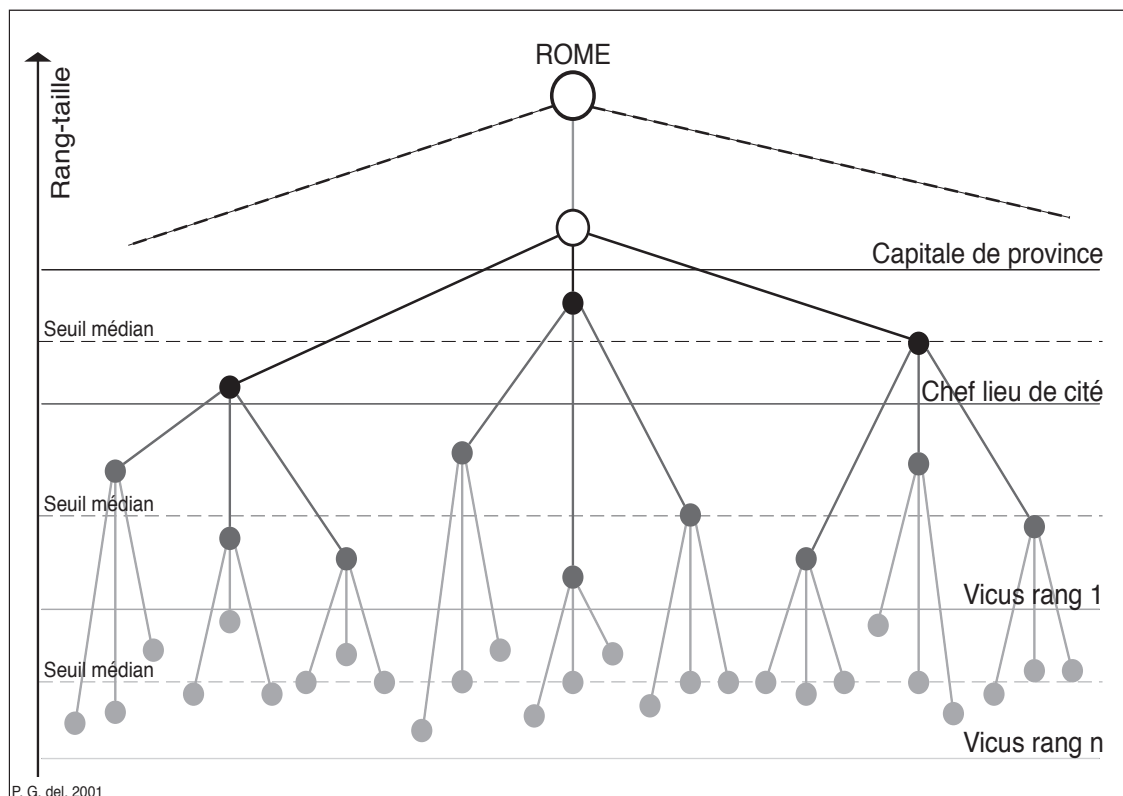 ROME
Rang-taille
Capitale de province
Seuil médian
Chef lieu de cité
Seuil médian
Vicus rang 1
Seuil médian
Vicus rang n
P. G. del. 2001